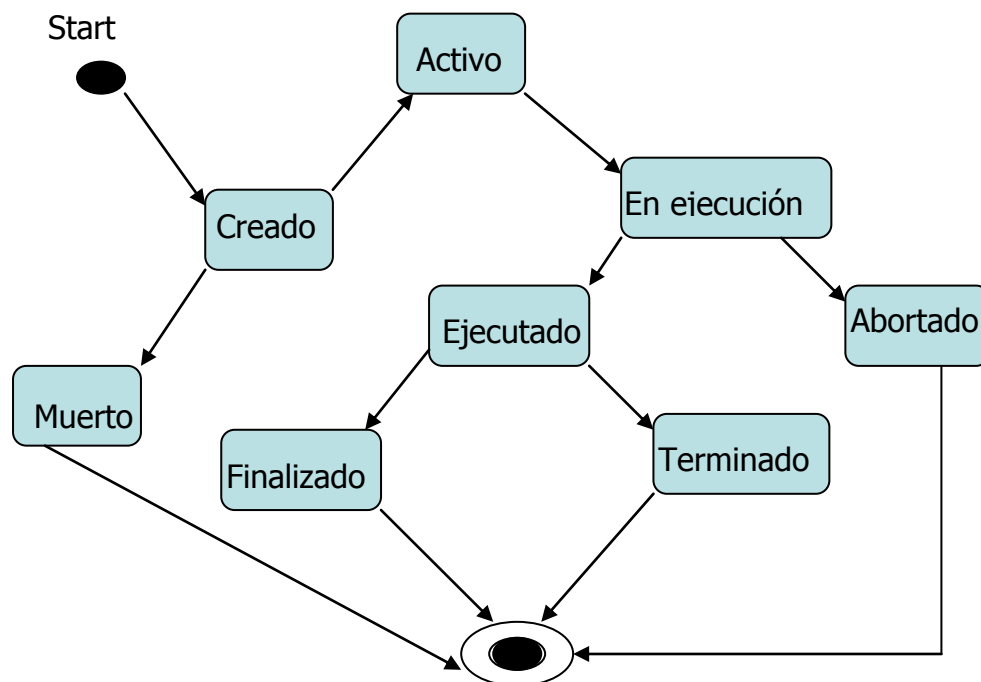 Start
Activo
En ejecución
Creado
Ejecutado
Abortado
Muerto
Finalizado
Terminado